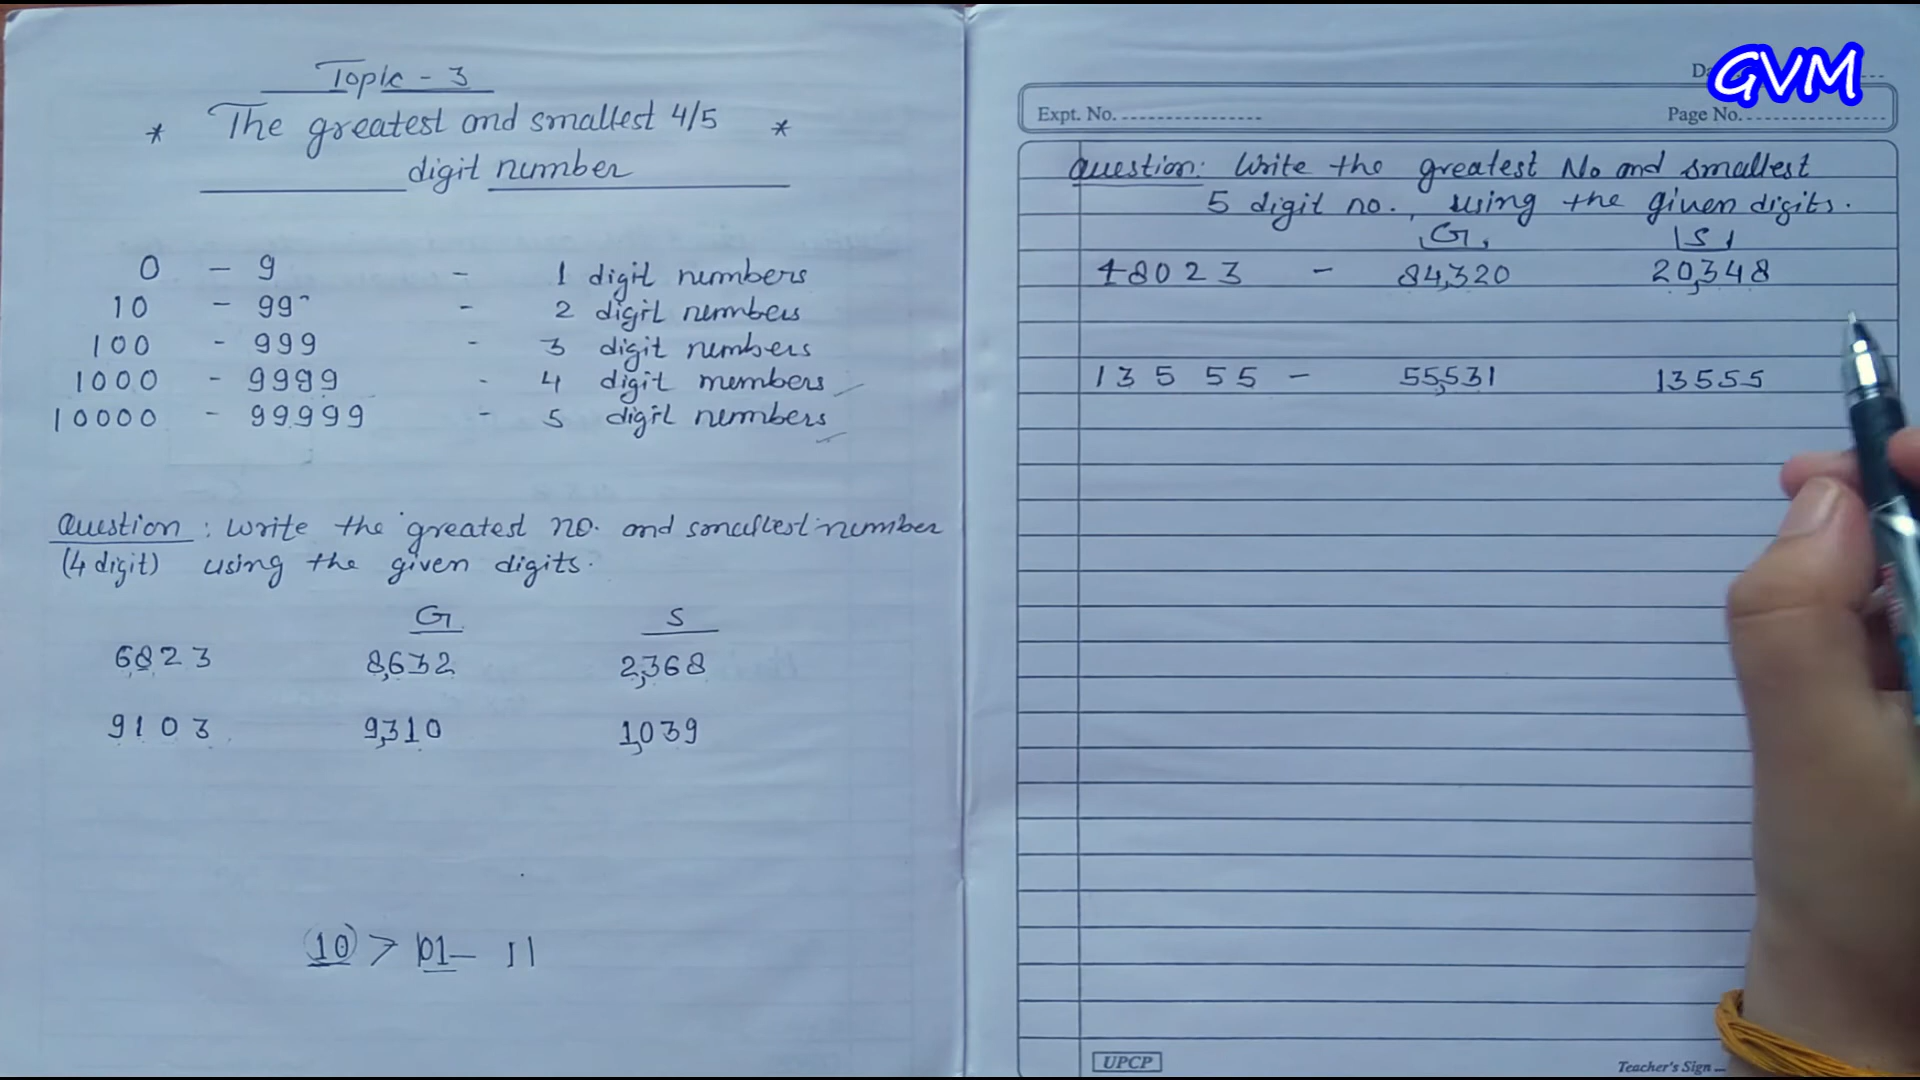 Topic - 3
* The greatest and smallest 4/5 *
digit number
0 - 9 - 1 digit numbers
10 - 99 - 2 digit numbers
100 - 999 - 3 digit numbers
1000 - 9999 - 4 digit members
10000 - 99999 - 5 digit numbers
Question : write the greatest no. and smallest number
(4 digit) using the given digits.
G S
6823 8,632 2,368
9103 9,310 1,039
10 > 01 - 11
GVM
Expt. No.
Page No.
Question: Write the greatest No and smallest
5 digit no., using the given digits.
G S
48023 - 84,320 20,348
13555 - 55,531 13555
UPCP
Teacher's Sign